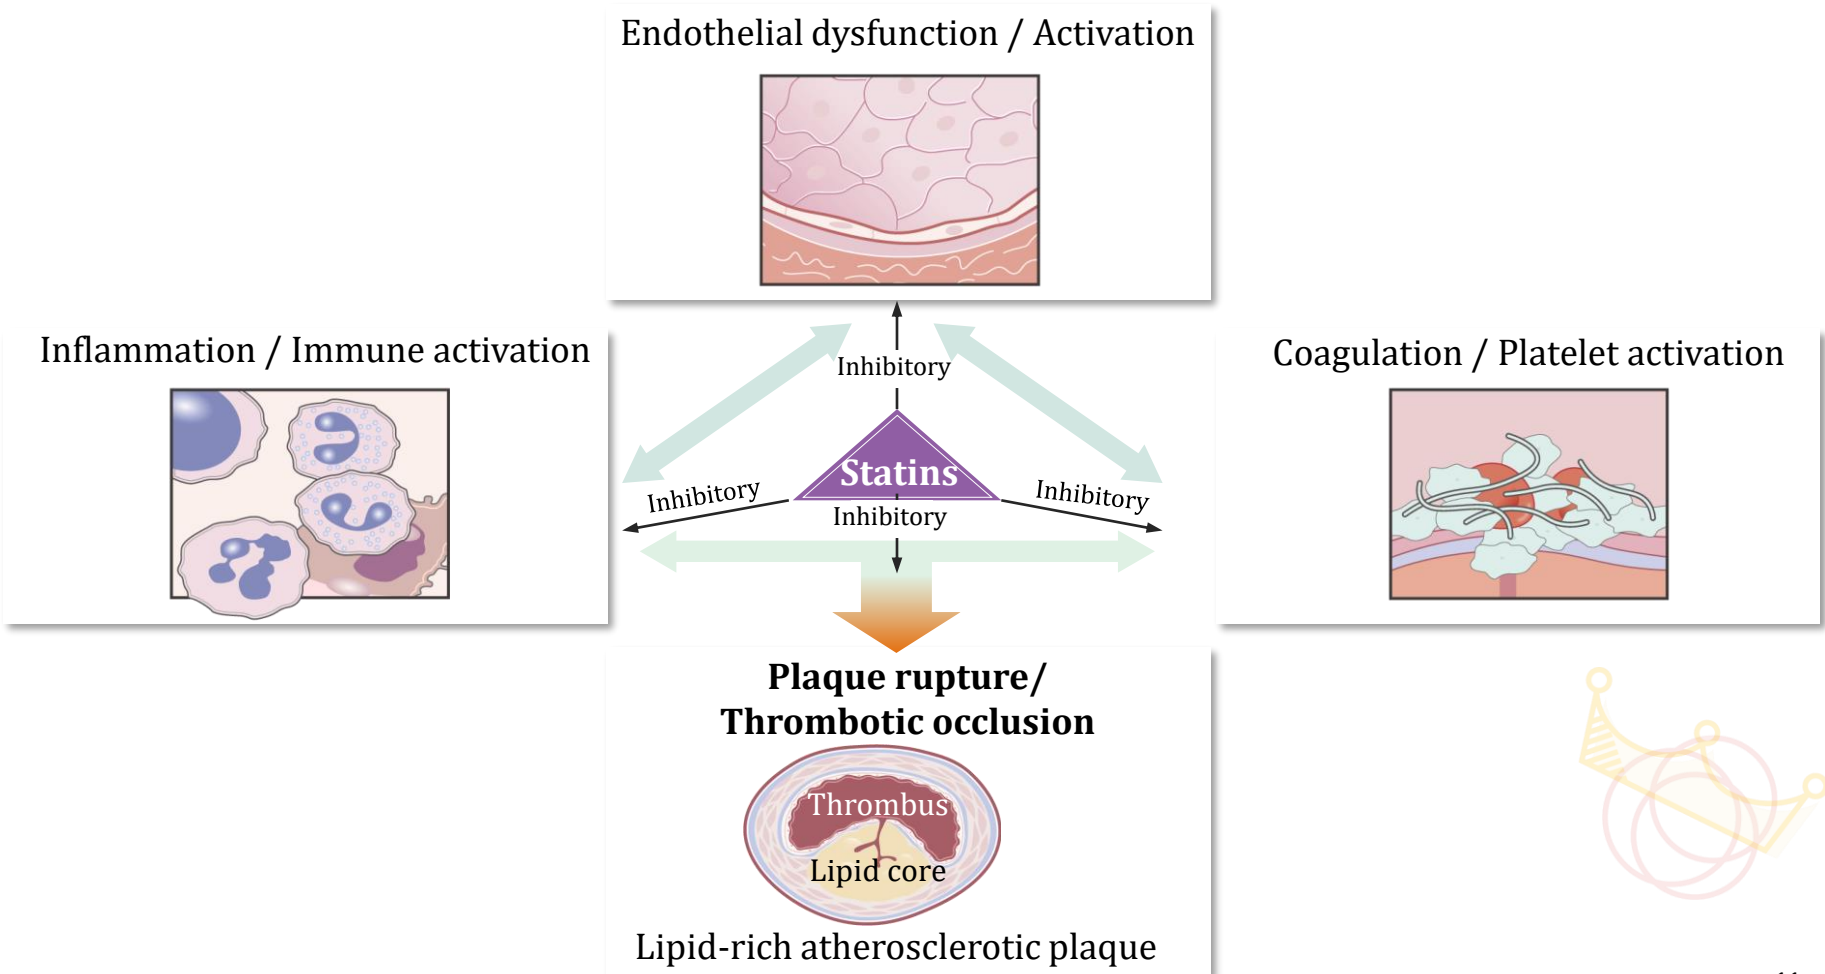 Endothelial dysfunction / Activation
Inflammation / Immune activation
Coagulation / Platelet activation
Inhibitory
Statins
Inhibitory
Inhibitory
Inhibitory
Plaque rupture/
Thrombotic occlusion
Thrombus
Lipid core
Lipid-rich atherosclerotic plaque